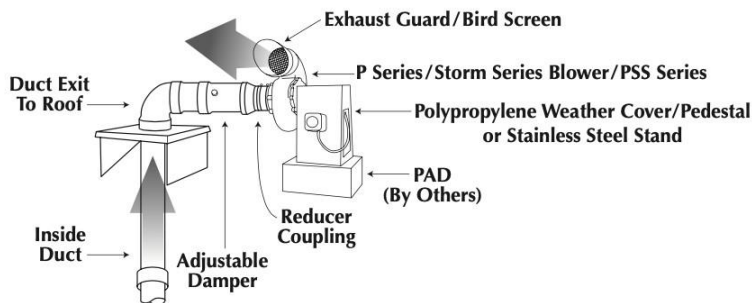 Exhaust Guard/Bird Screen
P Series/Storm Series Blower/PSS Series
Duct Exit
To Roof
Polypropylene Weather Cover/Pedestal
or Stainless Steel Stand
PAD
(By Others)
Reducer
Coupling
Inside
Duct
Adjustable
Damper